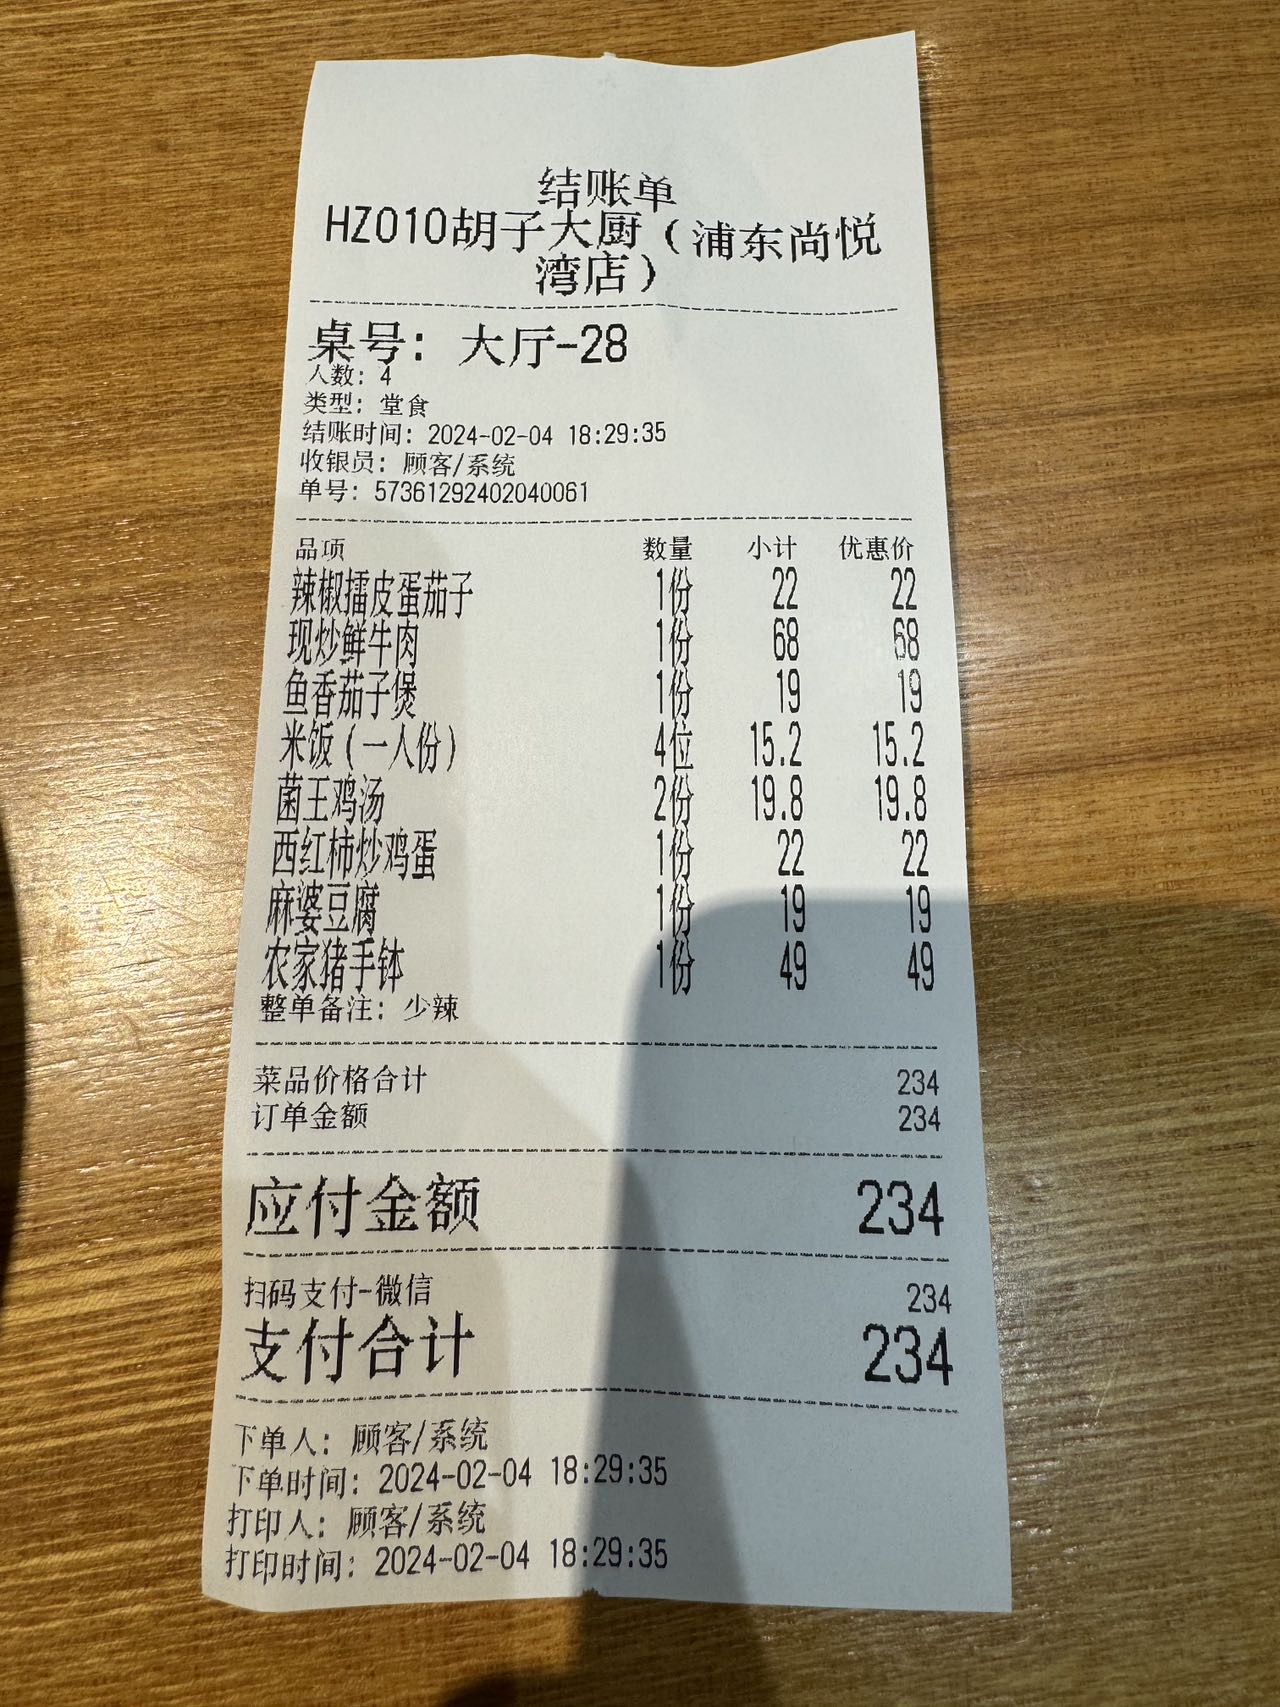 结账单
HZ010胡子大厨（浦东尚悦
湾店）
桌号：大厅-28
人数：4
类型：堂食
结账时间：2024-02-04 18:29:35
收银员：顾客/系统
单号：57361292402040061
品项 数量 小计 优惠价
辣椒擂皮蛋茄子 1份 22 22
现炒鲜牛肉 1份 68 68
鱼香茄子煲 1份 19 19
米饭（一人份） 4位 15.2 15.2
菌王鸡汤 2份 19.8 19.8
西红柿炒鸡蛋 1份 22 22
麻婆豆腐 1份 19 19
农家猪手钵 1份 49 49
整单备注：少辣
菜品价格合计 234
订单金额 234
应付金额 234
扫码支付-微信 234
支付合计 234
下单人：顾客/系统
下单时间：2024-02-04 18:29:35
打印人：顾客/系统
打印时间：2024-02-04 18:29:35